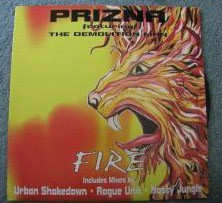 PRIZNA
featuring
THE DEMOLITION MAN
FIRE
Includes Mixes by
Urban Shakedown • Rogue Unit • Nasty Jungle